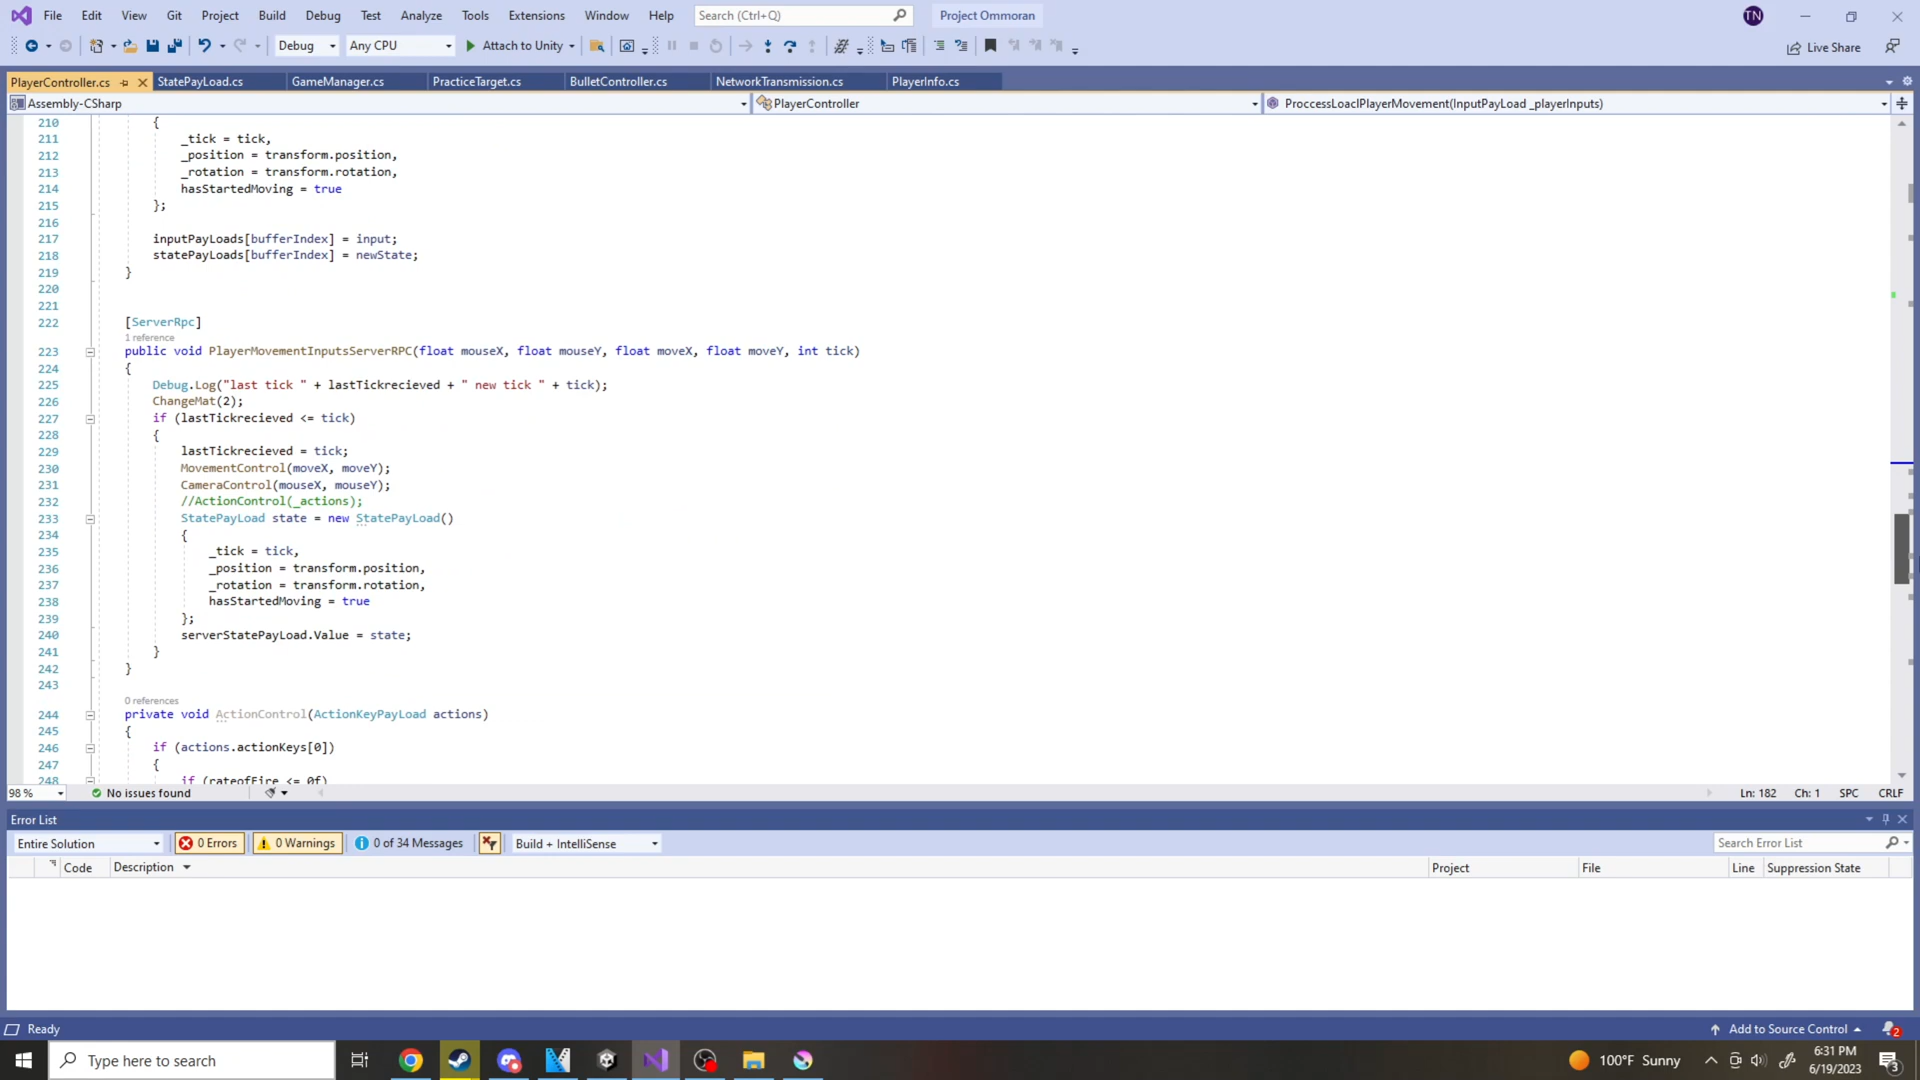 File Edit View Git Project Build Debug Test Analyze Tools Extensions Window Help Search (Ctrl+Q) Project Ommoran TN
Debug Any CPU Attach to Unity Live Share
PlayerController.cs StatePayLoad.cs GameManager.cs PracticeTarget.cs BulletController.cs NetworkTransmission.cs PlayerInfo.cs
Assembly-CSharp PlayerController ProccessLoaclPlayerMovement(InputPayLoad _playerInputs)
210 {
211 _tick = tick,
212 _position = transform.position,
213 _rotation = transform.rotation,
214 hasStartedMoving = true
215 };
216
217 inputPayLoads[bufferIndex] = input;
218 statePayLoads[bufferIndex] = newState;
219 }
220
221
222 [ServerRpc]
1 reference
223 public void PlayerMovementInputsServerRPC(float mouseX, float mouseY, float moveX, float moveY, int tick)
224 {
225 Debug.Log("last tick " + lastTickrecieved + " new tick " + tick);
226 ChangeMat(2);
227 if (lastTickrecieved <= tick)
228 {
229 lastTickrecieved = tick;
230 MovementControl(moveX, moveY);
231 CameraControl(mouseX, mouseY);
232 //ActionControl(_actions);
233 StatePayLoad state = new StatePayLoad()
234 {
235 _tick = tick,
236 _position = transform.position,
237 _rotation = transform.rotation,
238 hasStartedMoving = true
239 };
240 serverStatePayLoad.Value = state;
241 }
242 }
243
0 references
244 private void ActionControl(ActionKeyPayLoad actions)
245 {
246 if (actions.actionKeys[0])
247 {
248 if (rateofFire <= 0f)
98 % No issues found Ln: 182 Ch: 1 SPC CRLF
Error List
Entire Solution 0 Errors 0 Warnings 0 of 34 Messages Build + IntelliSense Search Error List
Code Description Project File Line Suppression State
Ready Add to Source Control 2
Type here to search 100°F Sunny 6:31 PM
6/19/2023 3